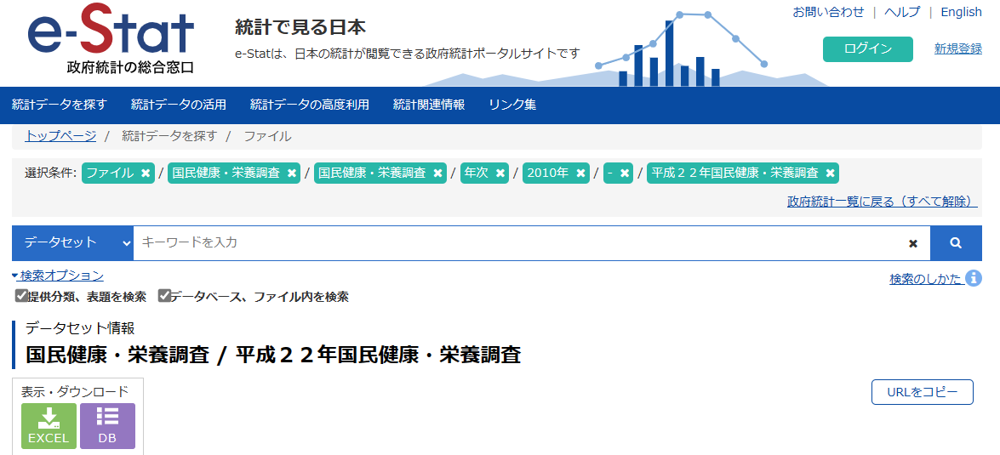 e-Stat
政府統計の総合窓口
統計で見る日本
e-Statは、日本の統計が閲覧できる政府統計ポータルサイトです
お問い合わせ | ヘルプ | English
ログイン 新規登録
統計データを探す 統計データの活用 統計データの高度利用 統計関連情報 リンク集
トップページ / 統計データを探す / ファイル
選択条件: ファイル ✖ / 国民健康・栄養調査 ✖ / 国民健康・栄養調査 ✖ / 年次 ✖ / 2010年 ✖ / - ✖ / 平成２２年国民健康・栄養調査 ✖
政府統計一覧に戻る（すべて解除）
データセット キーワードを入力 ✖
検索オプション
検索のしかた
提供分類、表題を検索 データベース、ファイル内を検索
データセット情報
国民健康・栄養調査 / 平成２２年国民健康・栄養調査
表示・ダウンロード
URLをコピー
EXCEL DB